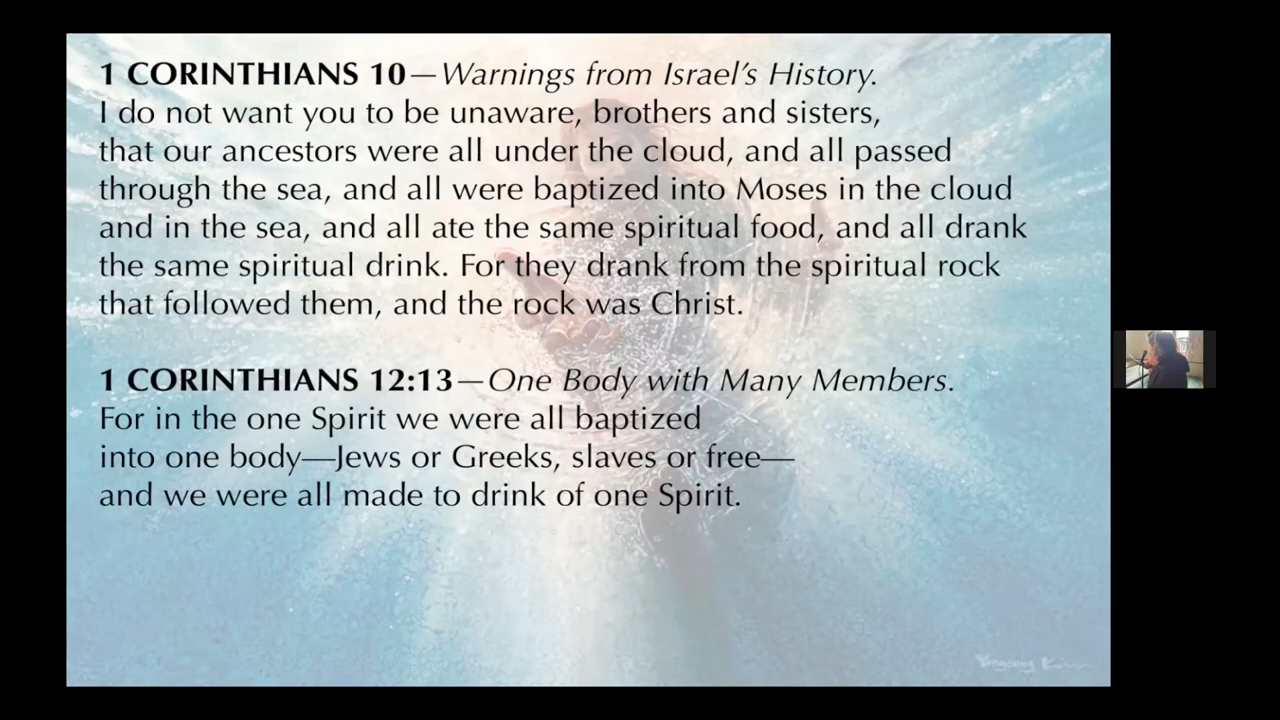 1 CORINTHIANS 10—Warnings from Israel’s History.
I do not want you to be unaware, brothers and sisters,
that our ancestors were all under the cloud, and all passed
through the sea, and all were baptized into Moses in the cloud
and in the sea, and all ate the same spiritual food, and all drank
the same spiritual drink. For they drank from the spiritual rock
that followed them, and the rock was Christ.
1 CORINTHIANS 12:13—One Body with Many Members.
For in the one Spirit we were all baptized
into one body—Jews or Greeks, slaves or free—
and we were all made to drink of one Spirit.